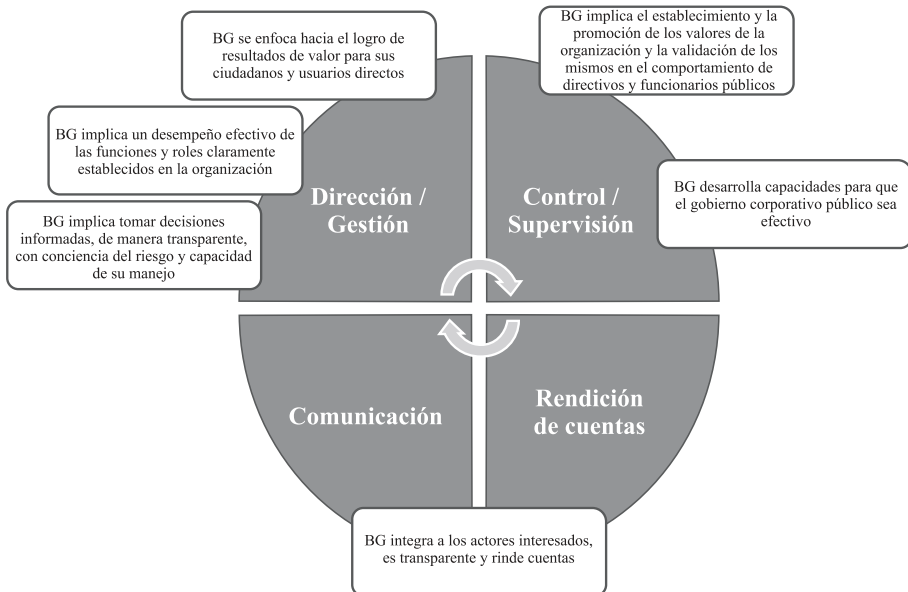 BG se enfoca hacia el logro de
resultados de valor para sus
ciudadanos y usuarios directos
BG implica el establecimiento y la
promoción de los valores de la
organización y la validación de los
mismos en el comportamiento de
directivos y funcionarios públicos
BG implica un desempeño efectivo de
las funciones y roles claramente
establecidos en la organización
BG implica tomar decisiones
informadas, de manera transparente,
con conciencia del riesgo y capacidad
de su manejo
Dirección /
Gestión
Control /
Supervisión
BG desarrolla capacidades para que
el gobierno corporativo público sea
efectivo
Comunicación
Rendición
de cuentas
BG integra a los actores interesados,
es transparente y rinde cuentas